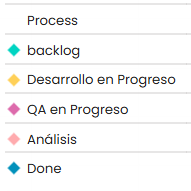 Process
backlog
Desarrollo en Progreso
QA en Progreso
Análisis
Done